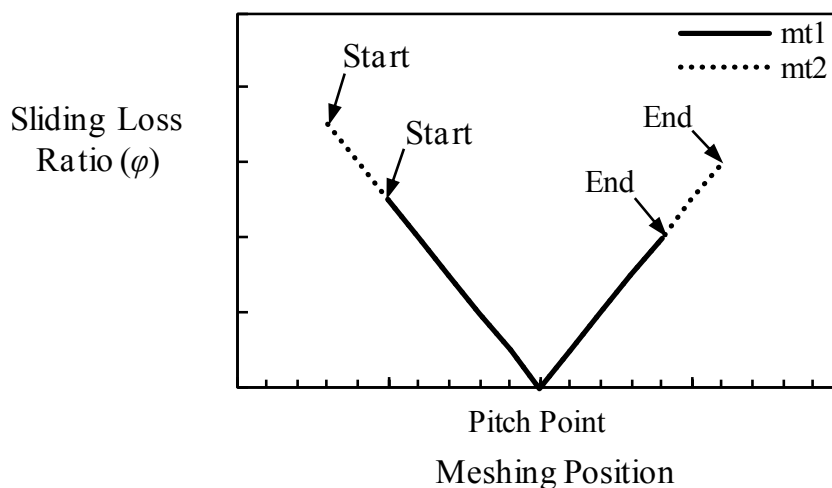 mt1
mt2
Start
Sliding Loss
Ratio (φ)
Start
End
End
Pitch Point
Meshing Position